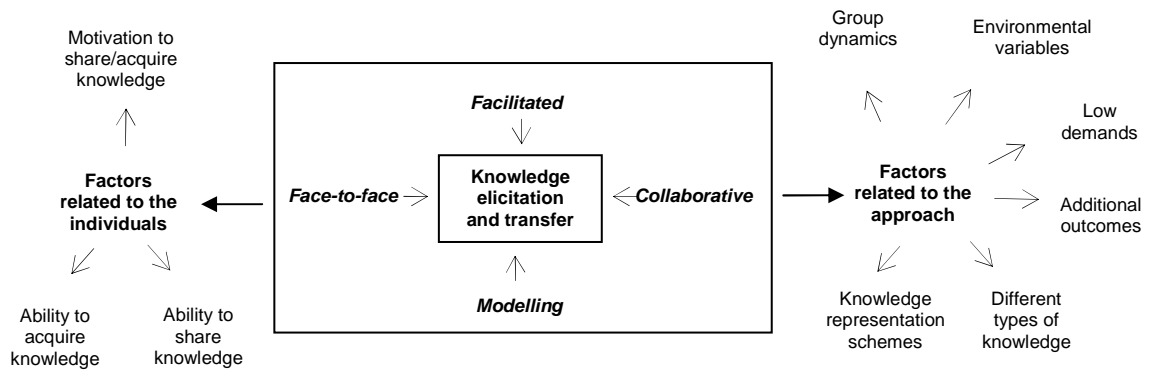 Motivation to
share/acquire
knowledge
Factors
related to the
individuals
Ability to
acquire
knowledge
Ability to
share
knowledge
Facilitated
Face-to-face
Knowledge
elicitation
and transfer
Collaborative
Modelling
Group
dynamics
Environmental
variables
Low
demands
Factors
related to the
approach
Additional
outcomes
Knowledge
representation
schemes
Different
types of
knowledge